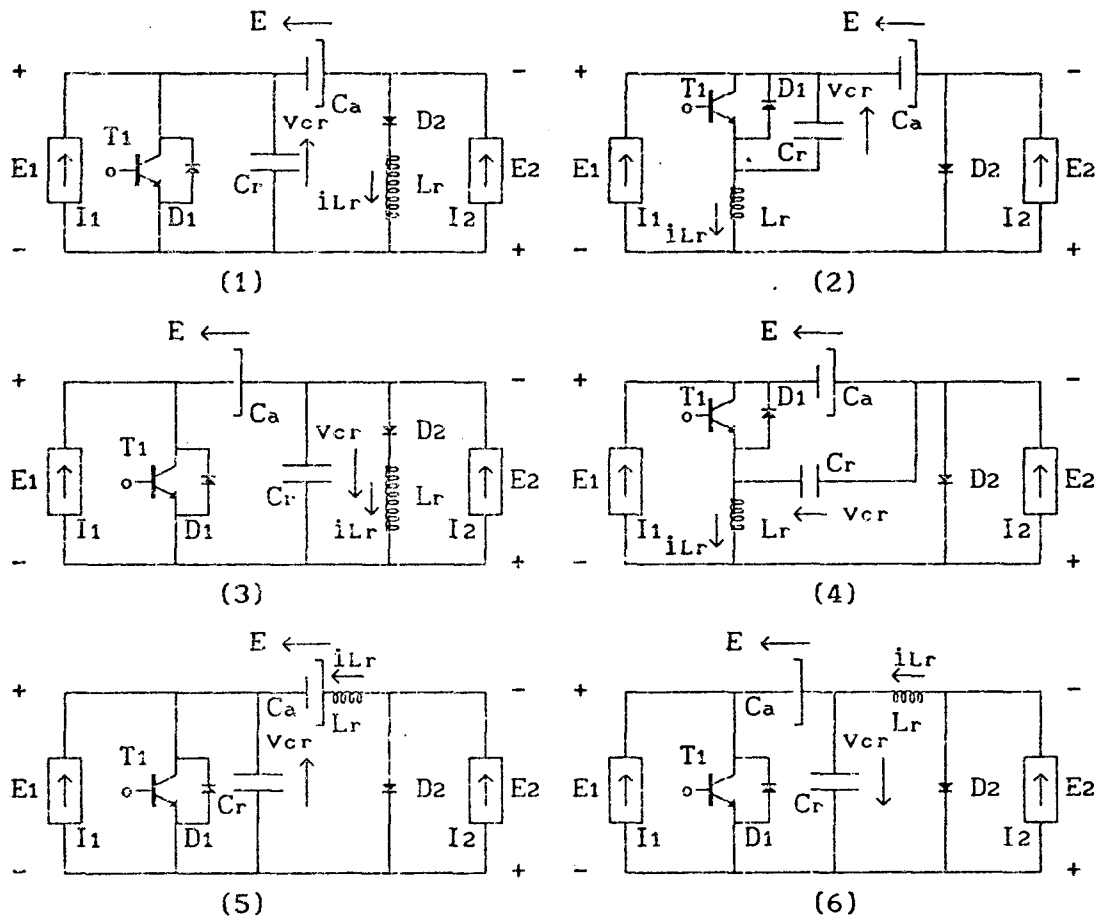 E ← E ←
+ - + -
Ca T1 D1 Vcr Ca
Vcr D2 Cr D2
T1 Cr
E1 iLr Lr E2 E1 Lr E2
I1 D1 I2 I1 iLr I2
- + - +
(1) (2)
E ← E ←
+ - + -
Ca T1 D1 Ca
T1 Vcr D2 Cr D2
E1 Cr Lr E2 E1 Lr Vcr E2
I1 D1 iLr I2 I1 iLr I2
- + - +
(3) (4)
E ← iLr E ← iLr
+ - + -
Ca Lr Ca Lr
T1 Vcr T1 Vcr
E1 Cr D2 E2 E1 Cr D2 E2
I1 D1 I2 I1 D1 I2
- + - +
(5) (6)